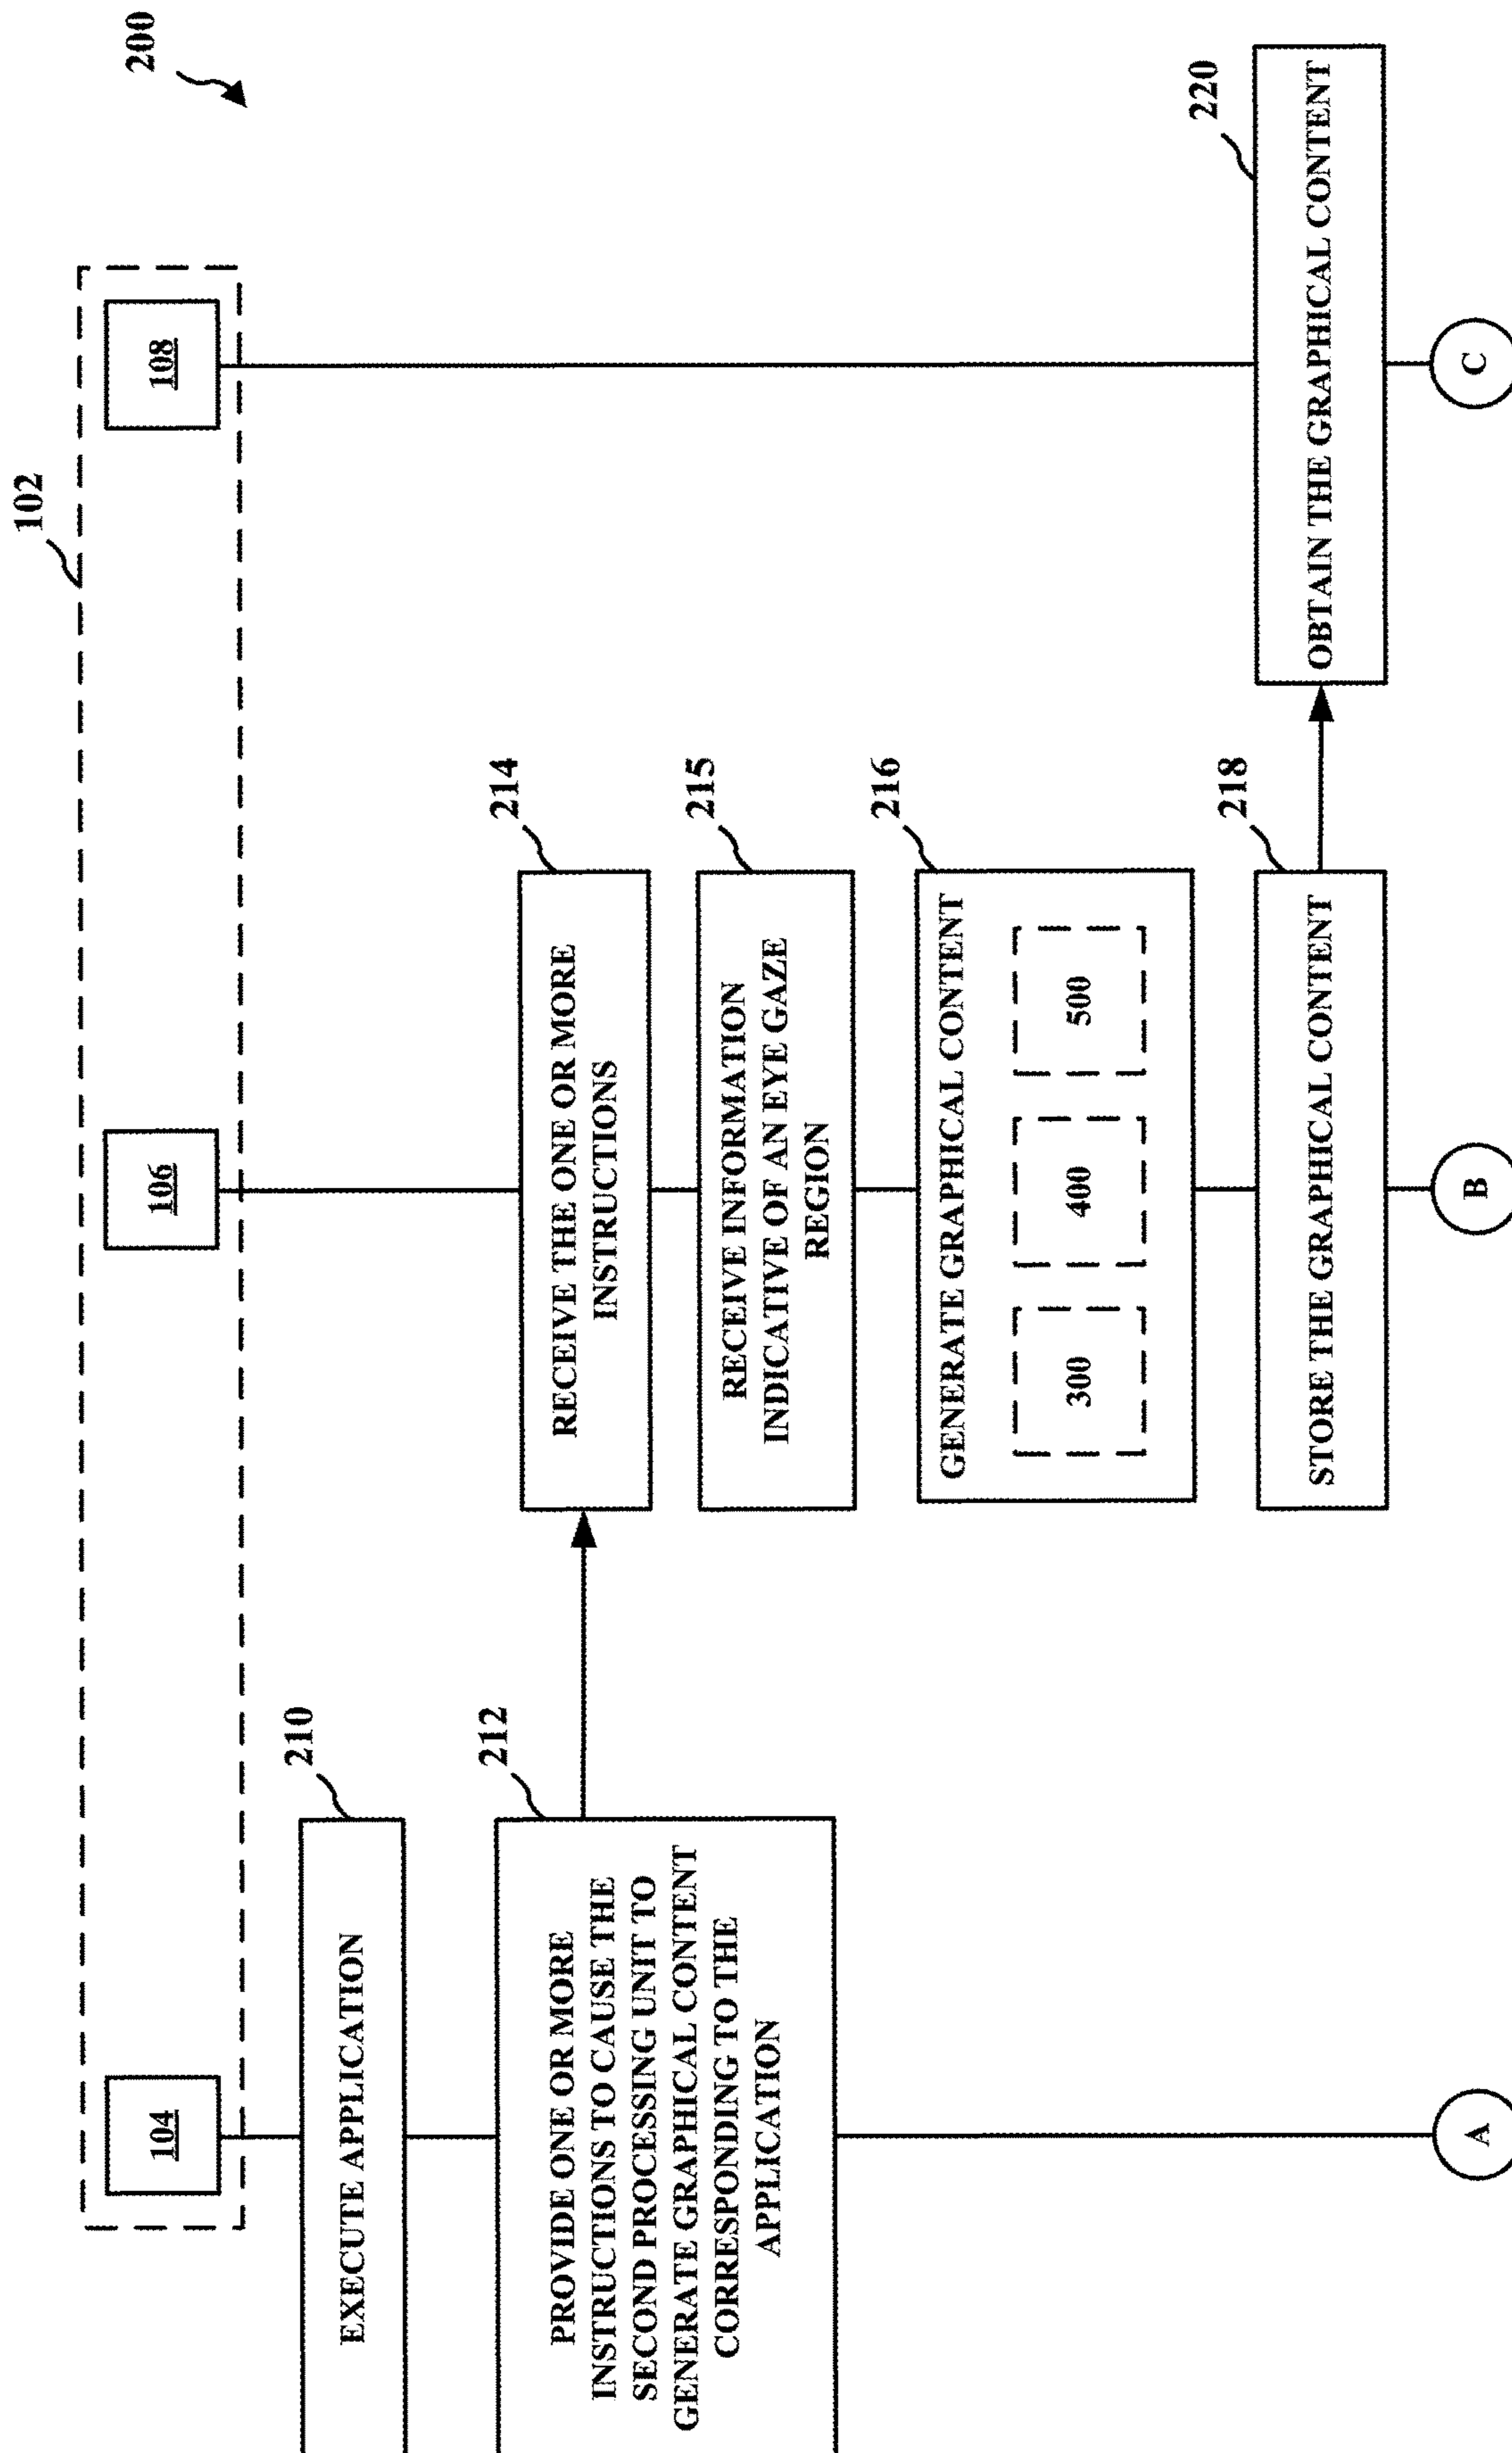 200
102
104
106
108
210
EXECUTE APPLICATION
212
PROVIDE ONE OR MORE
INSTRUCTIONS TO CAUSE THE
SECOND PROCESSING UNIT TO
GENERATE GRAPHICAL CONTENT
CORRESPONDING TO THE
APPLICATION
214
RECEIVE THE ONE OR MORE
INSTRUCTIONS
215
RECEIVE INFORMATION
INDICATIVE OF AN EYE GAZE
REGION
216
GENERATE GRAPHICAL CONTENT
300
400
500
218
STORE THE GRAPHICAL CONTENT
220
OBTAIN THE GRAPHICAL CONTENT
A
B
C